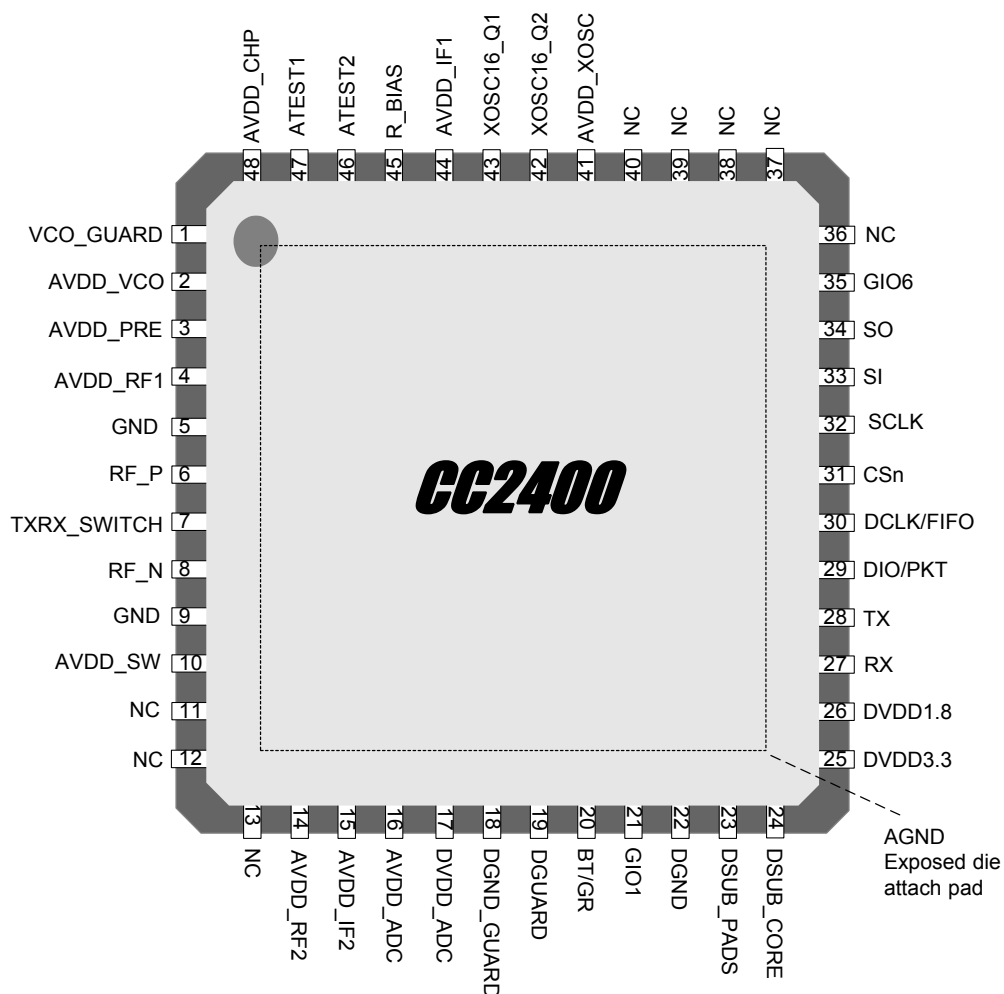 AVDD_CHP
ATEST1
ATEST2
R_BIAS
AVDD_IF1
XOSC16_Q1
XOSC16_Q2
AVDD_XOSC
NC
NC
NC
NC
48
47
46
45
44
43
42
41
40
39
38
37
VCO_GUARD 1
AVDD_VCO 2
AVDD_PRE 3
AVDD_RF1 4
GND 5
RF_P 6
TXRX_SWITCH 7
RF_N 8
GND 9
AVDD_SW 10
NC 11
NC 12
CC2400
36 NC
35 GIO6
34 SO
33 SI
32 SCLK
31 CSn
30 DCLK/FIFO
29 DIO/PKT
28 TX
27 RX
26 DVDD1.8
25 DVDD3.3
13
14
15
16
17
18
19
20
21
22
23
24
NC
AVDD_RF2
AVDD_IF2
AVDD_ADC
DVDD_ADC
DGND_GUARD
DGUARD
BT/GR
GIO1
DGND
DSUB_PADS
DSUB_CORE
AGND
Exposed die
attach pad